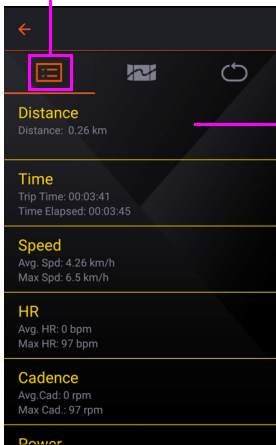 Distance
Distance: 0.26 km
Time
Trip Time: 00:03:41
Time Elapsed: 00:03:45
Speed
Avg. Spd: 4.26 km/h
Max Spd: 6.5 km/h
HR
Avg. HR: 0 bpm
Max HR: 97 bpm
Cadence
Avg.Cad: 0 rpm
Max Cad.: 97 rpm
Power